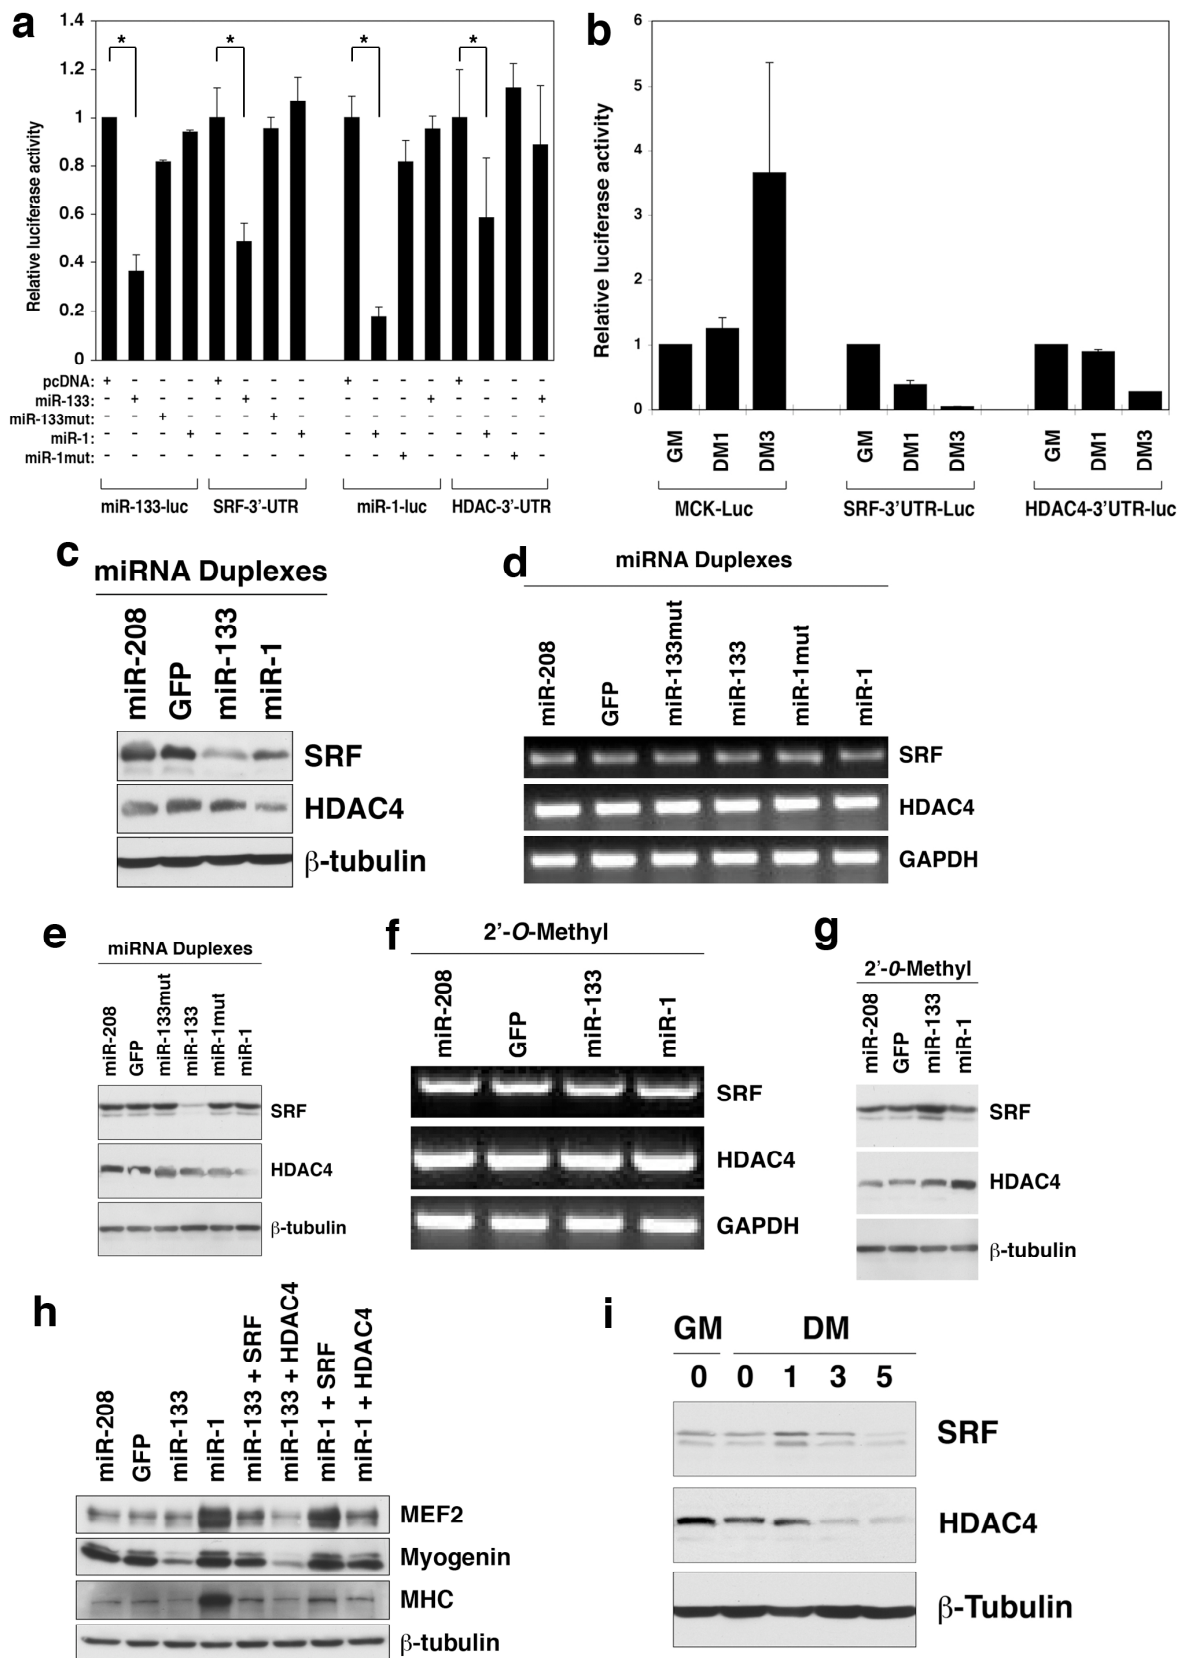 a
1.4
1.2
1
0.8
0.6
0.4
0.2
0
Relative luciferase activity
* * * *
pcDNA: + - - - + - - - + - - - + - - -
miR-133: - + - - - + - - - - - + - - - +
miR-133mut: - - + - - - + - - - - - - - - -
miR-1: - - - + - - - + - + - - - + - -
miR-1mut: - - - - - - - - - - + - - - + -
miR-133-luc SRF-3'-UTR miR-1-luc HDAC-3'-UTR
b
6
5
4
3
2
1
0
Relative luciferase activity
GM DM1 DM3 GM DM1 DM3 GM DM1 DM3
MCK-Luc SRF-3'UTR-Luc HDAC4-3'UTR-luc
c
miRNA Duplexes
miR-208 GFP miR-133 miR-1
SRF
HDAC4
β-tubulin
d
miRNA Duplexes
miR-208 GFP miR-133mut miR-133 miR-1mut miR-1
SRF
HDAC4
GAPDH
e
miRNA Duplexes
miR-208 GFP miR-133mut miR-133 miR-1mut miR-1
SRF
HDAC4
β-tubulin
f
2'-O-Methyl
miR-208 GFP miR-133 miR-1
SRF
HDAC4
GAPDH
g
2'-0-Methyl
miR-208 GFP miR-133 miR-1
SRF
HDAC4
β-tubulin
h
miR-208 GFP miR-133 miR-1 miR-133 + SRF miR-133 + HDAC4 miR-1 + SRF miR-1 + HDAC4
MEF2
Myogenin
MHC
β-tubulin
i
GM DM
0 0 1 3 5
SRF
HDAC4
β-Tubulin